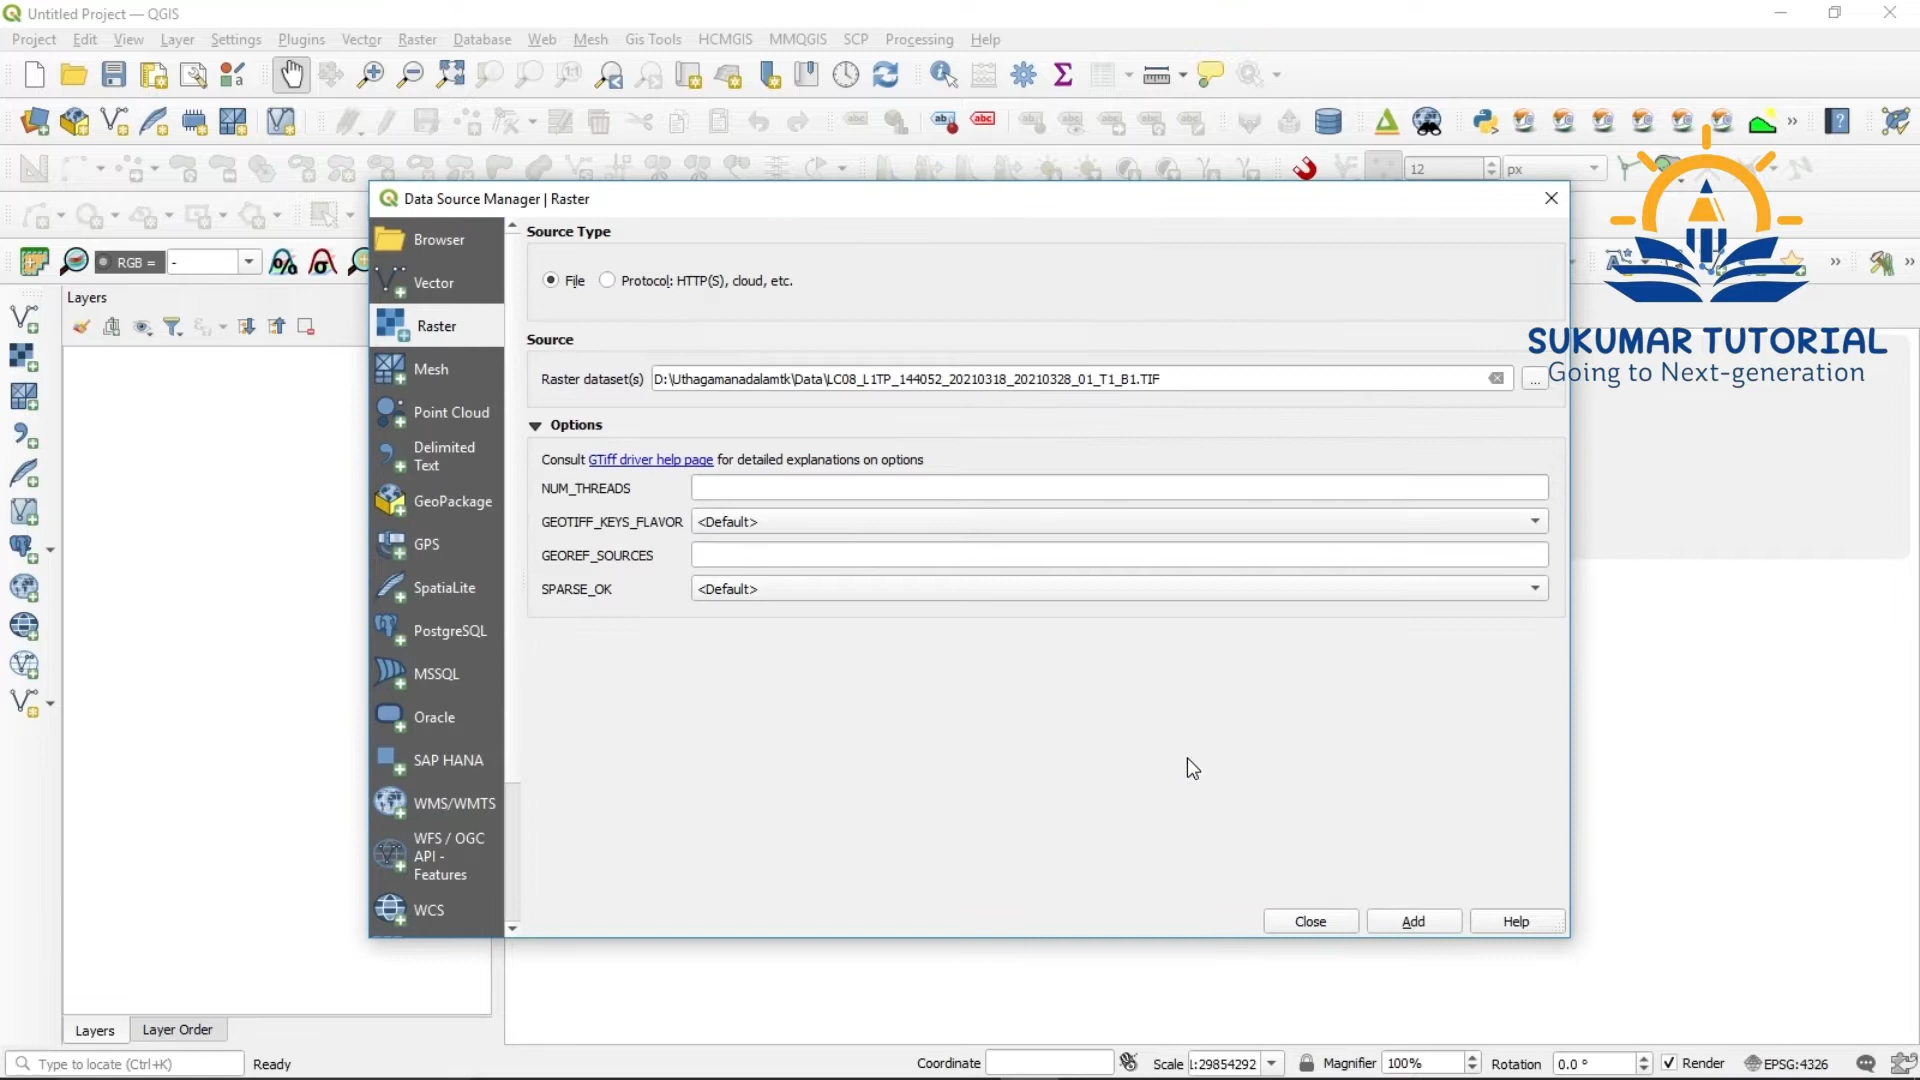 Untitled Project — QGIS
Project Edit View Layer Settings Plugins Vector Raster Database Web Mesh Gis Tools HCMGIS MMQGIS SCP Processing Help
abc abc
12 px
RGB = -
Layers
Data Source Manager | Raster
Browser
Vector
Raster
Mesh
Point Cloud
Delimited
Text
GeoPackage
GPS
SpatiaLite
PostgreSQL
MSSQL
Oracle
SAP HANA
WMS/WMTS
WFS / OGC
API -
Features
WCS
Source Type
File Protocol: HTTP(S), cloud, etc.
Source
Raster dataset(s) D:\Uthagamanadalamtk\Data\LC08_L1TP_144052_20210318_20210328_01_T1_B1.TIF ...
Options
Consult GTiff driver help page for detailed explanations on options
NUM_THREADS
GEOTIFF_KEYS_FLAVOR <Default>
GEOREF_SOURCES
SPARSE_OK <Default>
Close Add Help
SUKUMAR TUTORIAL
Going to Next-generation
Layers Layer Order
Type to locate (Ctrl+K) Ready Coordinate Scale 1:29854292 Magnifier 100% Rotation 0.0 ° Render EPSG:4326